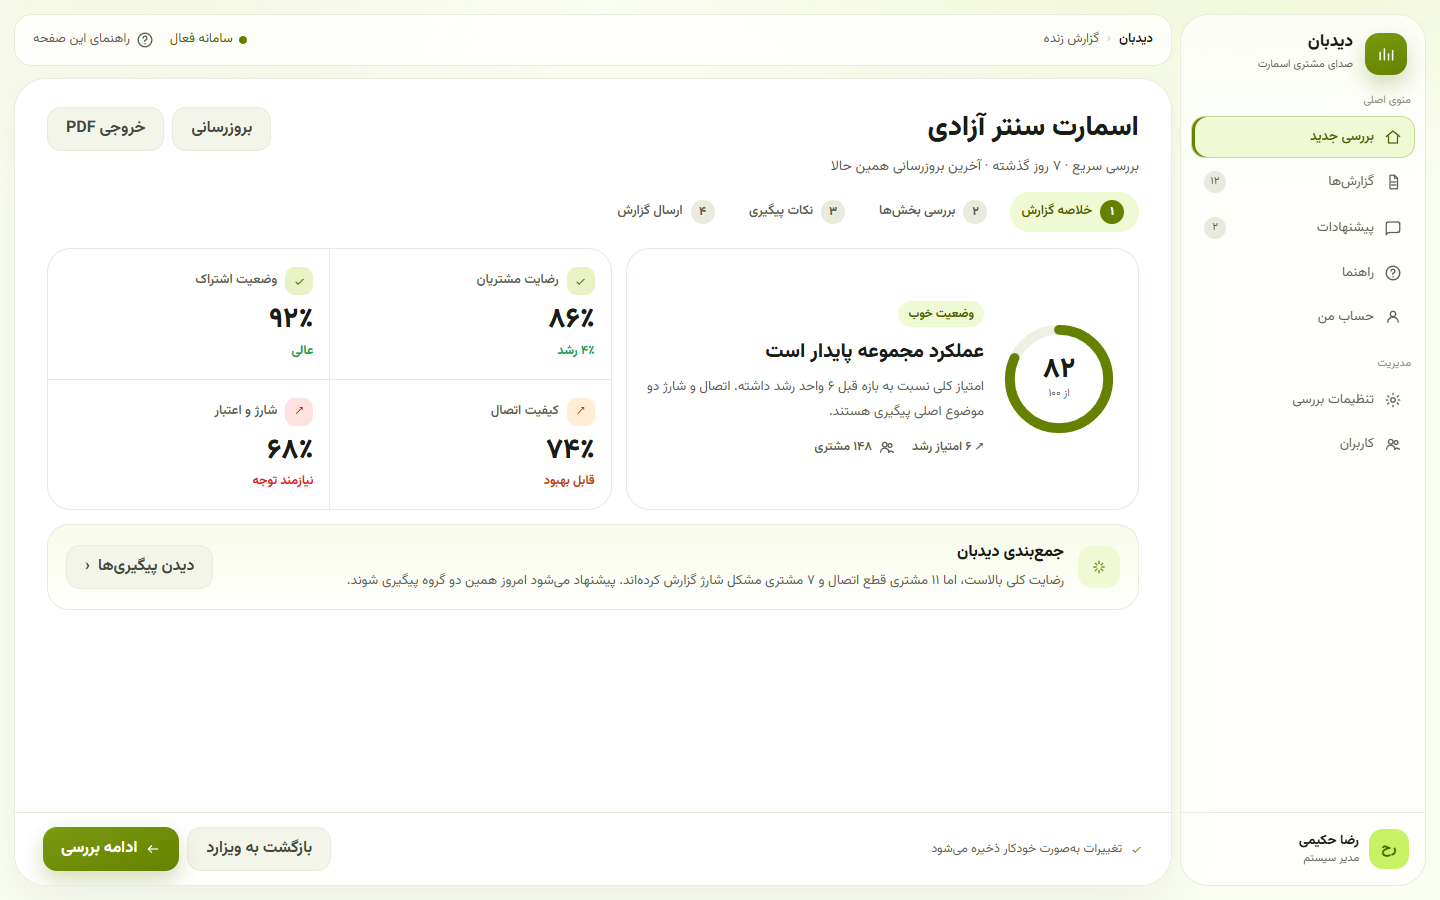 دیدبان
صدای مشتری اسمارت
منوی اصلی
بررسی جدید
گزارش‌ها ۱۲
پیشنهادات ۲
راهنما
حساب من
مدیریت
تنظیمات بررسی
کاربران
رح
رضا حکیمی
مدیر سیستم
دیدبان › گزارش زنده
سامانه فعال
راهنمای این صفحه
اسمارت سنتر آزادی
بررسی سریع · ۷ روز گذشته · آخرین بروزرسانی همین حالا
بروزرسانی
خروجی PDF
۱ خلاصه گزارش
۲ بررسی بخش‌ها
۳ نکات پیگیری
۴ ارسال گزارش
۸۲
از ۱۰۰
وضعیت خوب
عملکرد مجموعه پایدار است
امتیاز کلی نسبت به بازه قبل ۶ واحد رشد داشته. اتصال و شارژ دو
موضوع اصلی پیگیری هستند.
↗ ۶ امتیاز رشد
۱۴۸ مشتری
رضایت مشتریان
۸۶٪
۴٪ رشد
وضعیت اشتراک
۹۲٪
عالی
کیفیت اتصال
۷۴٪
قابل بهبود
شارژ و اعتبار
۶۸٪
نیازمند توجه
جمع‌بندی دیدبان
رضایت کلی بالاست، اما ۱۱ مشتری قطع اتصال و ۷ مشتری مشکل شارژ گزارش کرده‌اند. پیشنهاد می‌شود امروز همین دو گروه پیگیری شوند.
دیدن پیگیری‌ها ›
تغییرات به‌صورت خودکار ذخیره می‌شود
بازگشت به ویزارد
← ادامه بررسی